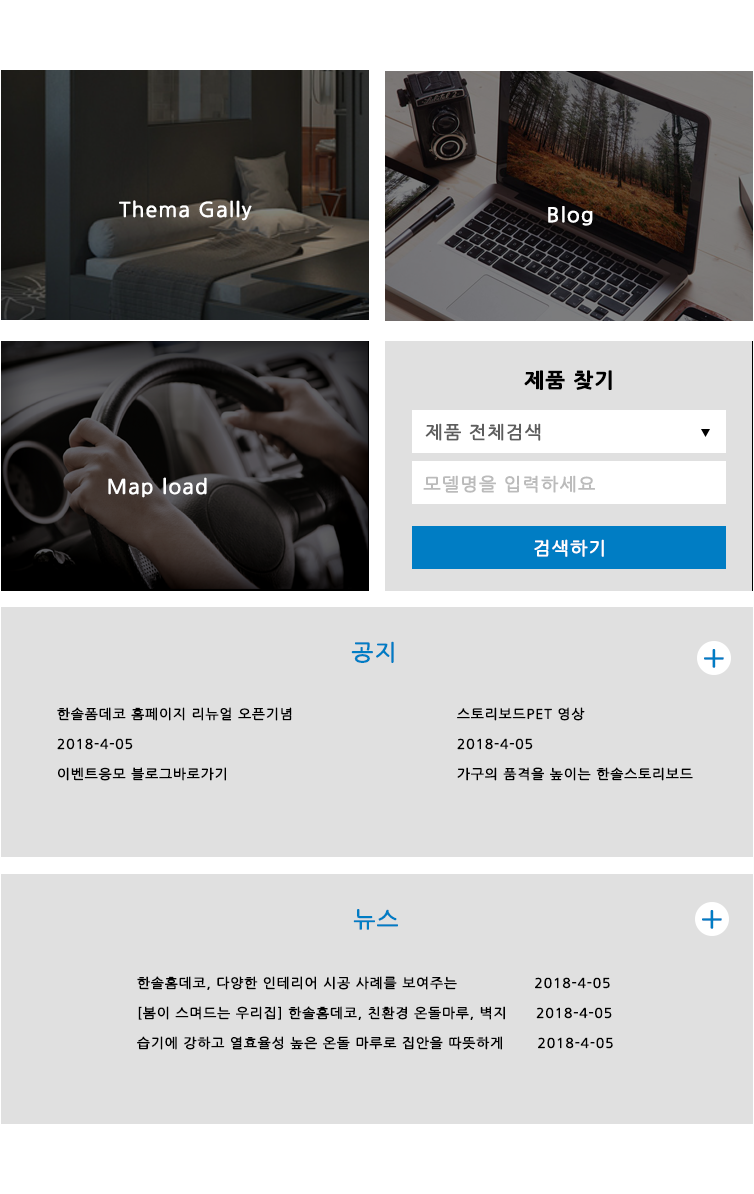 Thema Gally
Blog
Map load
제품 찾기
제품 전체검색
모델명을 입력하세요
검색하기
공지
한솔폼데코 홈페이지 리뉴얼 오픈기념
2018-4-05
이벤트응모 블로그바로가기
스토리보드PET 영상
2018-4-05
가구의 품격을 높이는 한솔스토리보드
뉴스
한솔홈데코, 다양한 인테리어 시공 사례를 보여주는 2018-4-05
[봄이 스며드는 우리집] 한솔홈데코, 친환경 온돌마루, 벽지 2018-4-05
습기에 강하고 열효율성 높은 온돌 마루로 집안을 따뜻하게 2018-4-05